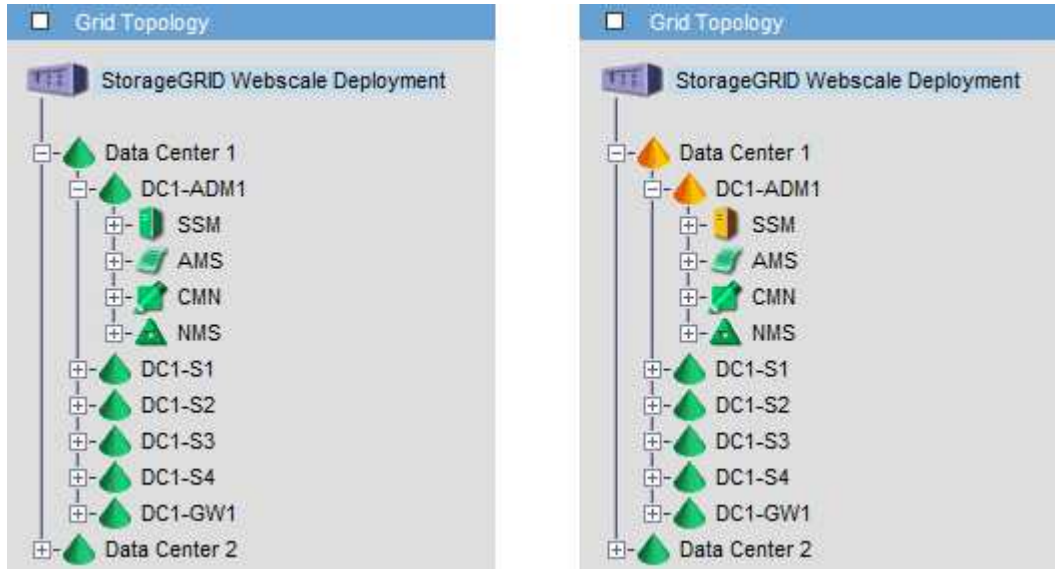 Grid Topology
StorageGRID Webscale Deployment
Data Center 1
DC1-ADM1
SSM
AMS
CMN
NMS
DC1-S1
DC1-S2
DC1-S3
DC1-S4
DC1-GW1
Data Center 2
Grid Topology
StorageGRID Webscale Deployment
Data Center 1
DC1-ADM1
SSM
AMS
CMN
NMS
DC1-S1
DC1-S2
DC1-S3
DC1-S4
DC1-GW1
Data Center 2